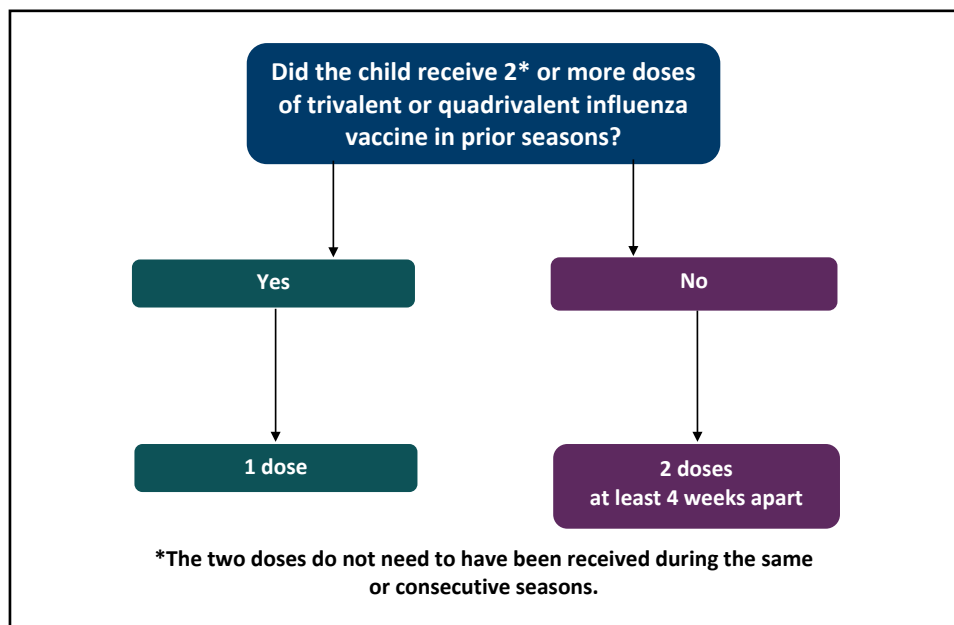 Did the child receive 2* or more doses
of trivalent or quadrivalent influenza
vaccine in prior seasons?
Yes
No
1 dose
2 doses
at least 4 weeks apart
*The two doses do not need to have been received during the same
or consecutive seasons.